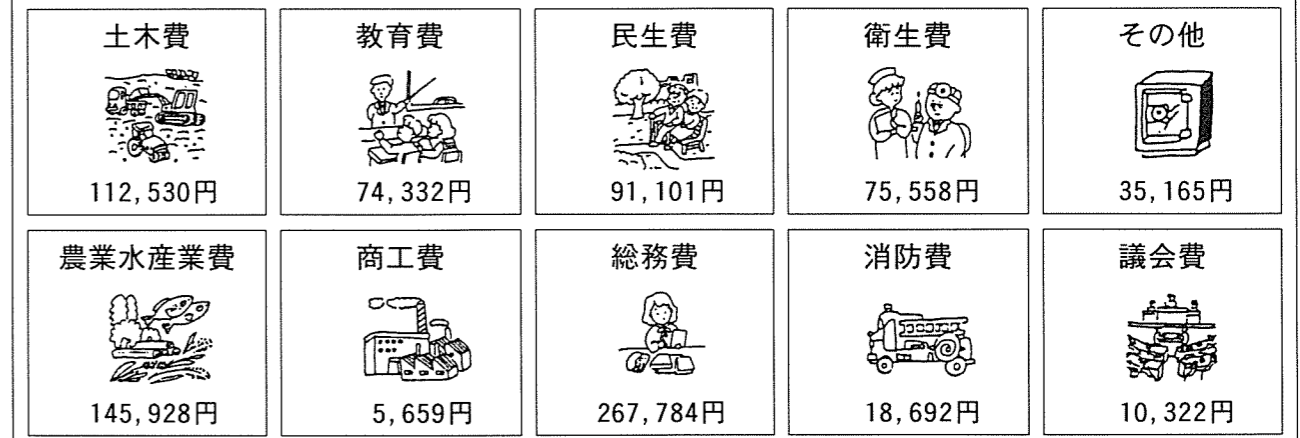 土木費
112,530円
教育費
74,332円
民生費
91,101円
衛生費
75,558円
その他
35,165円
農業水産業費
145,928円
商工費
5,659円
総務費
267,784円
消防費
18,692円
議会費
10,322円